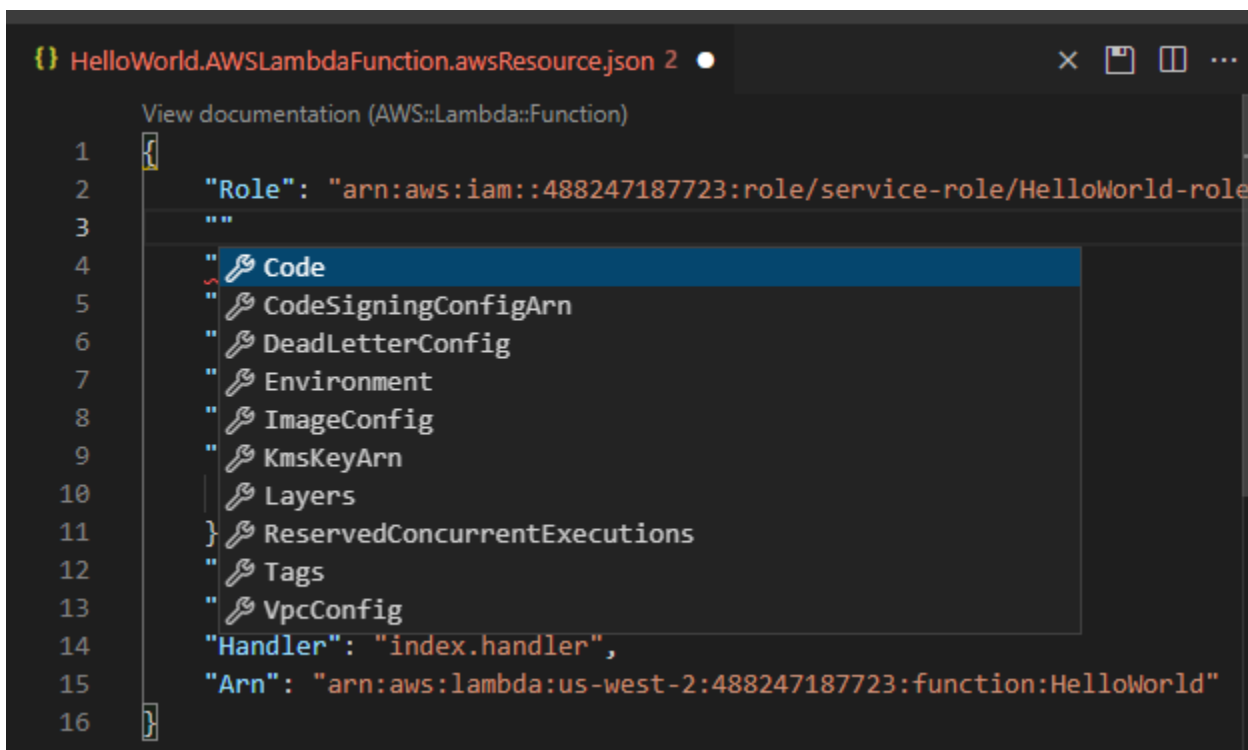 {} HelloWorld.AWSLambdaFunction.awsResource.json 2 ●
View documentation (AWS::Lambda::Function)
1 {
2 "Role": "arn:aws:iam::488247187723:role/service-role/HelloWorld-role
3 ""
4 " Code
5 " CodeSigningConfigArn
6 " DeadLetterConfig
7 " Environment
8 " ImageConfig
9 " KmsKeyArn
10 Layers
11 } ReservedConcurrentExecutions
12 " Tags
13 " VpcConfig
14 "Handler": "index.handler",
15 "Arn": "arn:aws:lambda:us-west-2:488247187723:function:HelloWorld"
16 }